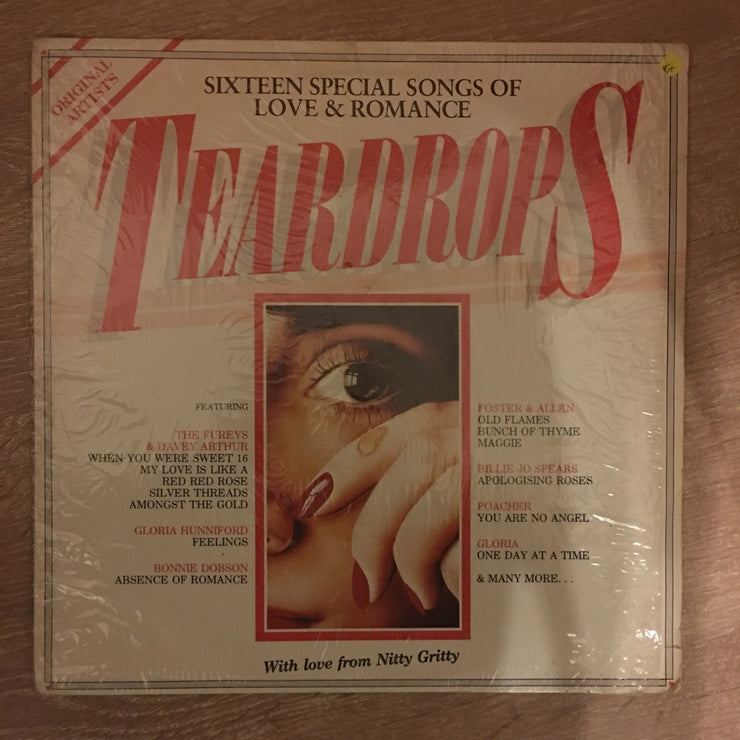 ORIGINAL
ARTISTS
SIXTEEN SPECIAL SONGS OF
LOVE & ROMANCE
TEARDROPS
FEATURING
THE FUREYS
& DAVEY ARTHUR
WHEN YOU WERE SWEET 16
MY LOVE IS LIKE A
RED RED ROSE
SILVER THREADS
AMONGST THE GOLD
GLORIA HUNNIFORD
FEELINGS
BONNIE DOBSON
ABSENCE OF ROMANCE
FOSTER & ALLEN
OLD FLAMES
BUNCH OF THYME
MAGGIE
BILLIE JO SPEARS
APOLOGISING ROSES
POACHER
YOU ARE NO ANGEL
GLORIA
ONE DAY AT A TIME
& MANY MORE...
With love from Nitty Gritty